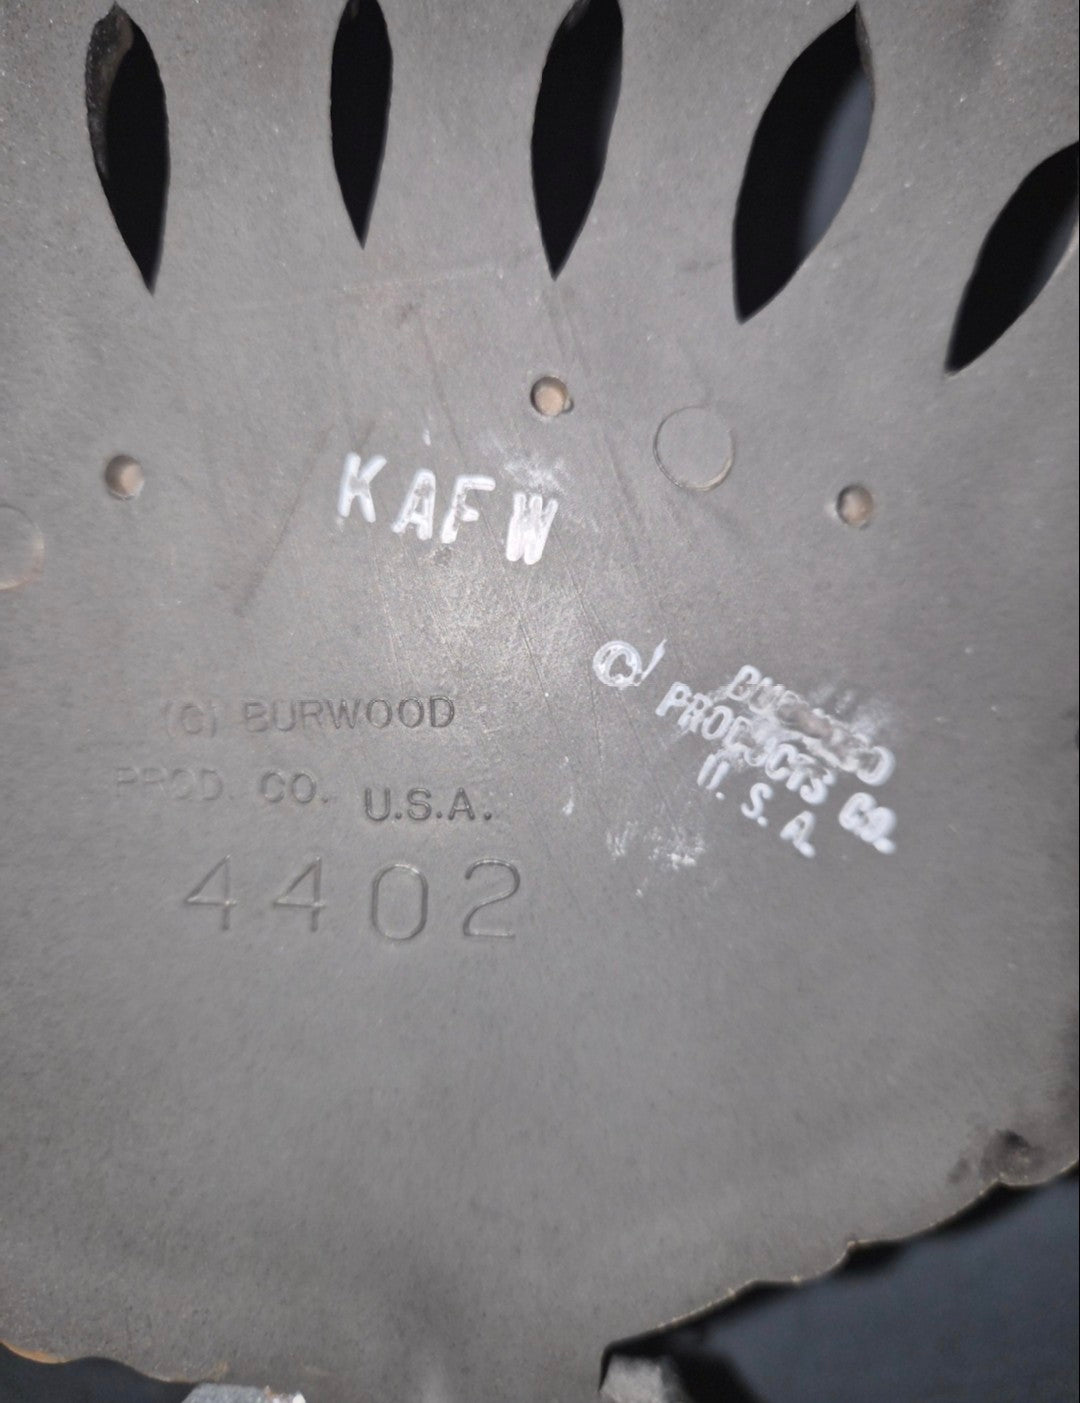 KAFW
(C) BURWOOD
PROD. CO. U.S.A.
4402
©
PRODUCTS CO.
U.S.A.